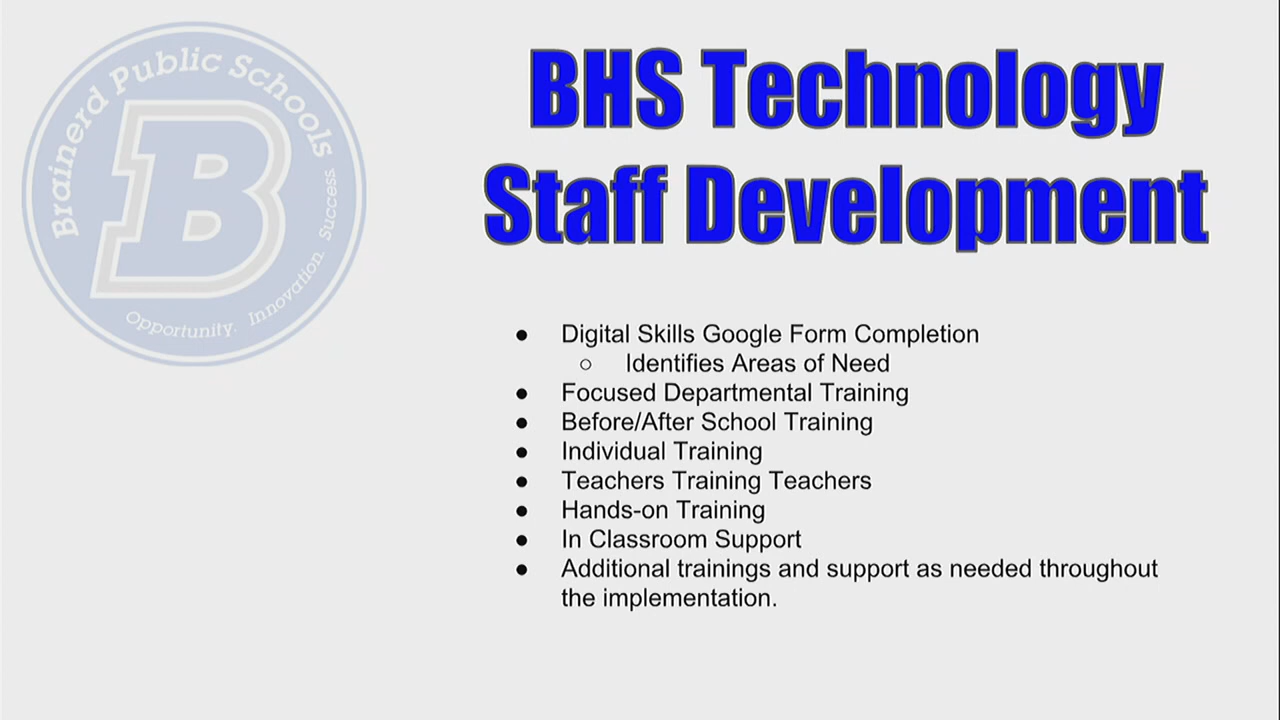 Brainerd Public Schools
B
Opportunity. Innovation. Success.
BHS Technology
Staff Development
● Digital Skills Google Form Completion
○ Identifies Areas of Need
● Focused Departmental Training
● Before/After School Training
● Individual Training
● Teachers Training Teachers
● Hands-on Training
● In Classroom Support
● Additional trainings and support as needed throughout
the implementation.